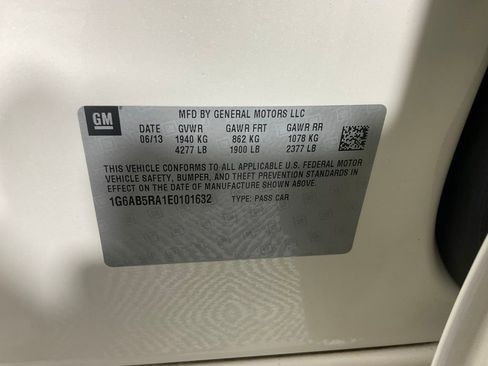 GM
MFD BY GENERAL MOTORS LLC
DATE GVWR GAWR FRT GAWR RR
06/13 1940 KG 862 KG 1078 KG
4277 LB 1900 LB 2377 LB
THIS VEHICLE CONFORMS TO ALL APPLICABLE U.S. FEDERAL MOTOR
VEHICLE SAFETY, BUMPER, AND THEFT PREVENTION STANDARDS
IN EFFECT ON THE DATE OF MANUFACTURE SHOWN ABOVE.
1G6AB5RA1E0101632 TYPE: PASS CAR